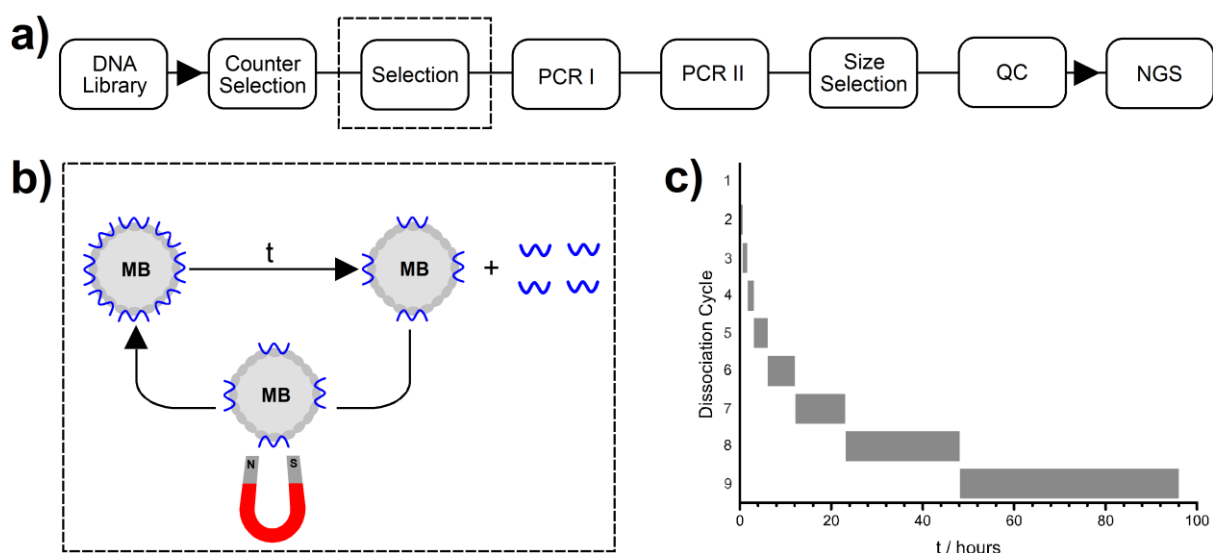 a)
DNA
Library
Counter
Selection
Selection
PCR I
PCR II
Size
Selection
QC
NGS
b)
MB
t
MB
+
MB
N
S
c)
Dissociation Cycle
1
2
3
4
5
6
7
8
9
0
20
40
60
80
100
t / hours